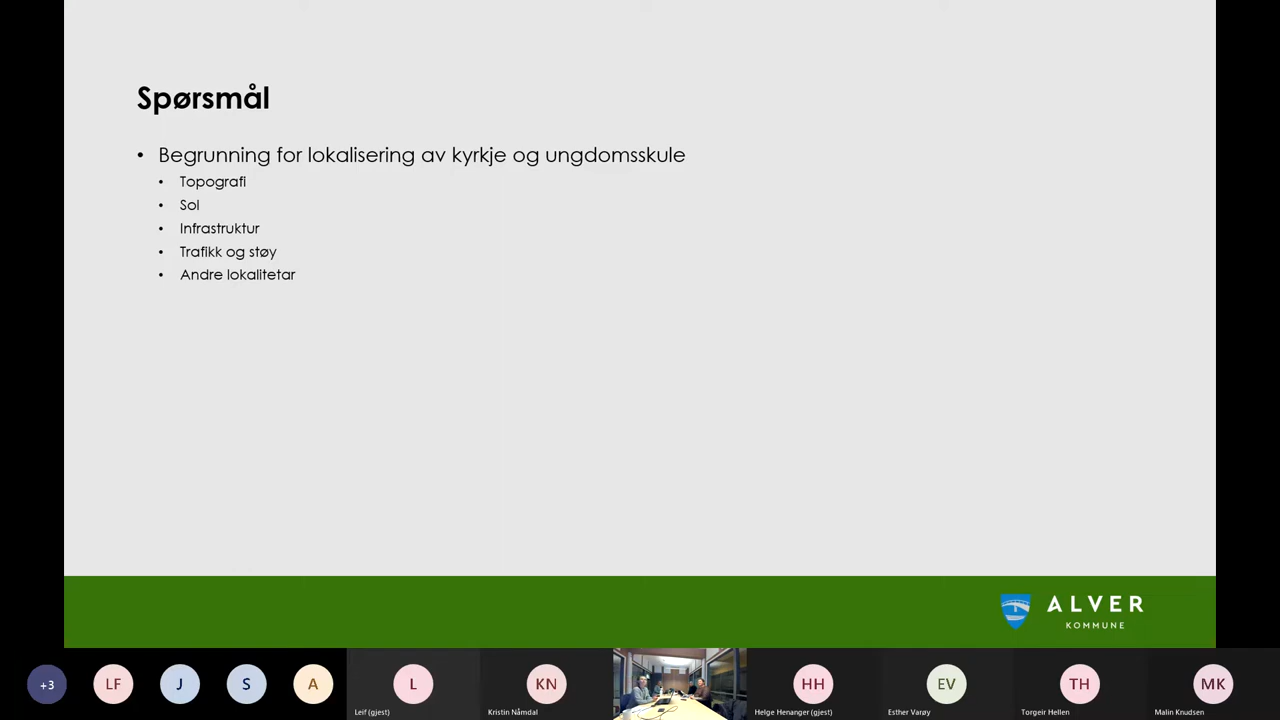 Spørsmål
• Begrunning for lokalisering av kyrkje og ungdomsskule
• Topografi
• Sol
• Infrastruktur
• Trafikk og støy
• Andre lokalitetar
ALVER
KOMMUNE
+3
LF
J
S
A
L
KN
HH
EV
TH
MK
Leif (gjest)
Kristin Nåmdal
Helge Henanger (gjest)
Esther Varøy
Torgeir Hellen
Malin Knudsen